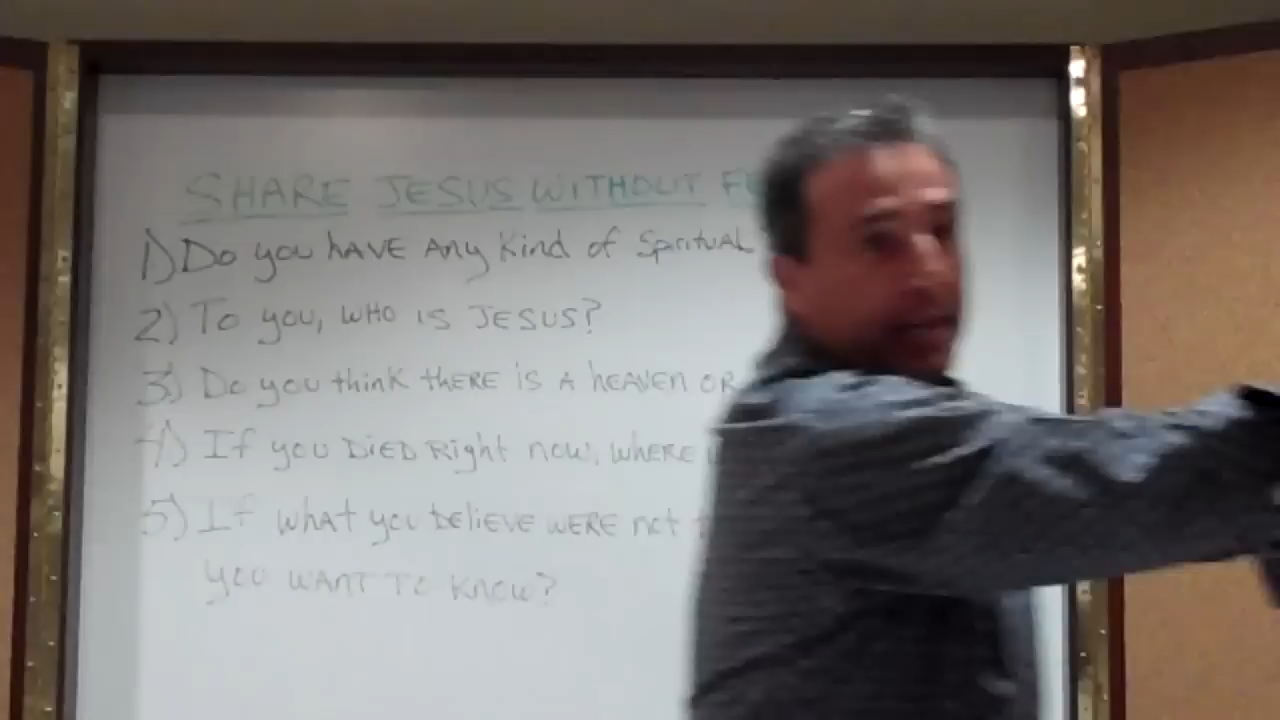 SHARE JESUS WITHOUT
1) Do you HAVE ANy Kind of SpirituAL
2) To you, WHO IS JESUS?
3) Do you think tHERE is A hEAVEn OR
4) If you DiED Right now, WHERE
5) If what you bElieVE WERE not
you WANT TO KnOW?